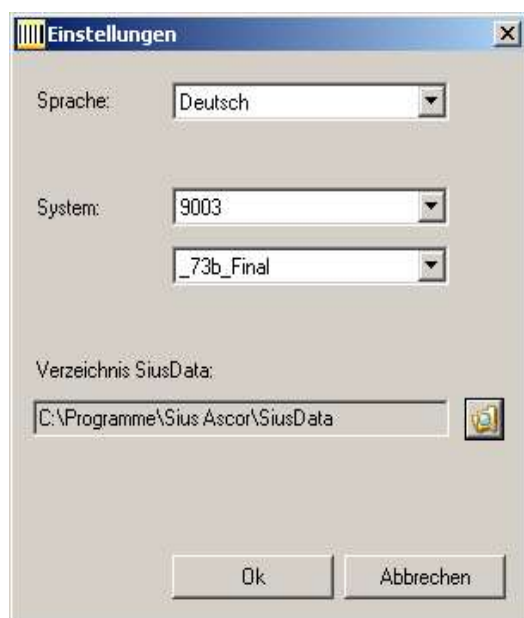 Einstellungen
Sprache: Deutsch
System: 9003
_73b_Final
Verzeichnis SiusData:
C:\Programme\Sius Ascor\SiusData
Ok Abbrechen